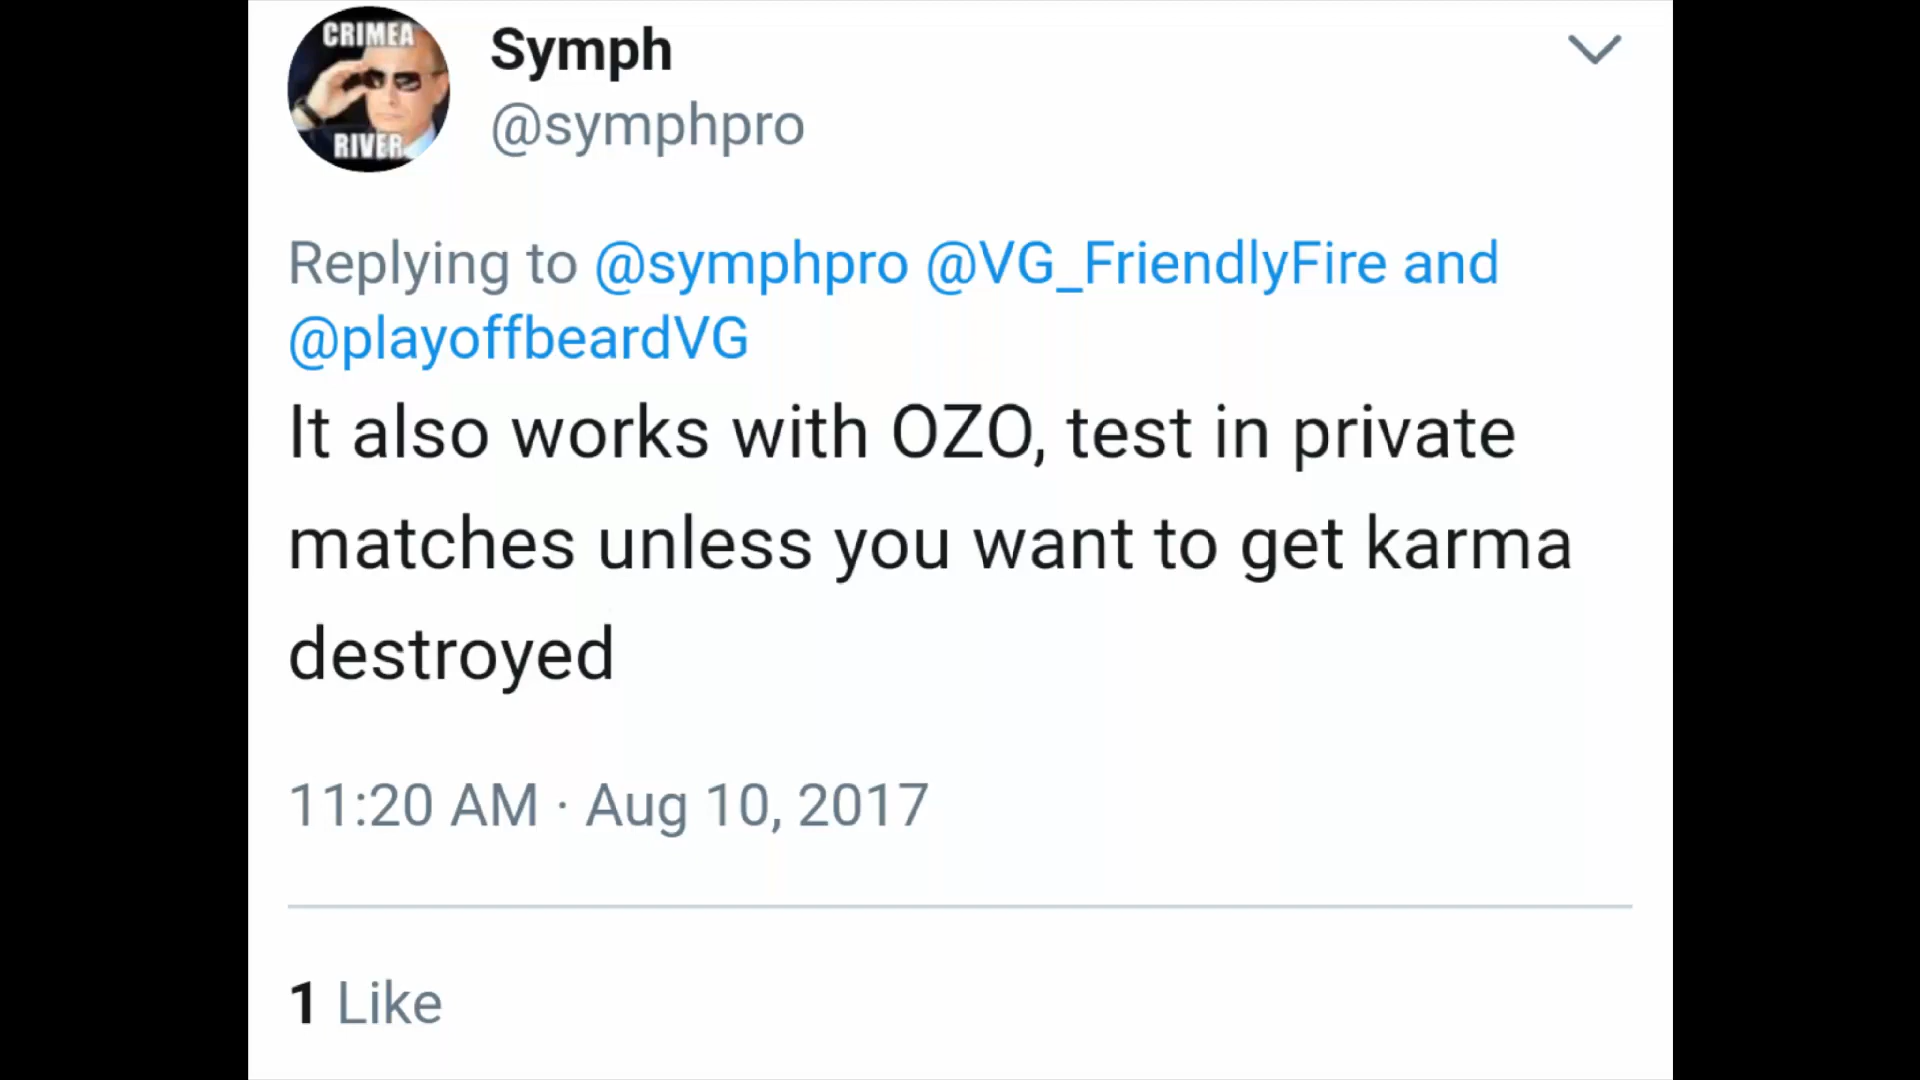 CRIMEA
RIVER
Symph
@symphpro
Replying to @symphpro @VG_FriendlyFire and
@playoffbeardVG
It also works with OZO, test in private
matches unless you want to get karma
destroyed
11:20 AM · Aug 10, 2017
1 Like